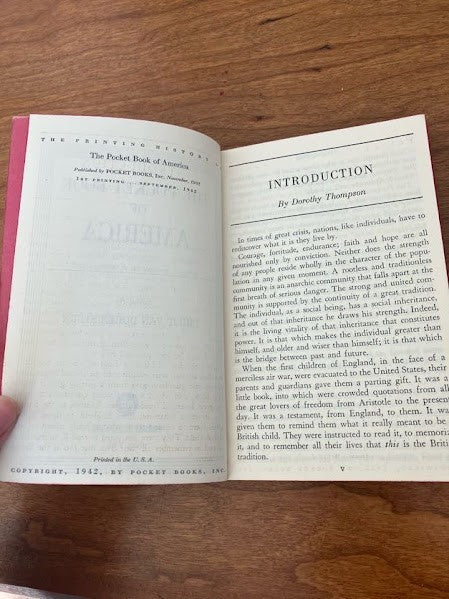 THE PRINTING HISTORY
The Pocket Book of America
Published by POCKET BOOKS, Inc. November, 1942
1ST PRINTING . . . SEPTEMBER, 1942
Printed in the U. S. A.
COPYRIGHT, 1942, BY POCKET BOOKS, INC.
INTRODUCTION
By Dorothy Thompson
In times of great crisis, nations, like individuals, have to
rediscover what it is they live by.
Courage, fortitude, endurance; faith and hope are all
nourished only by conviction. Neither does the strength
of any people reside wholly in the character of the popu-
lation in any given moment. A rootless and traditionless
community is an anarchic community that falls apart at the
first breath of serious danger. The strong and united com-
munity is supported by the continuity of a great tradition.
The individual, as a social being, has a social inheritance,
and out of that inheritance he draws his strength. Indeed,
it is the living vitality of that inheritance that constitutes
power. It is that which makes the individual greater than
himself, and older and wiser than himself; it is that which
is the bridge between past and future.
When the first children of England, in the face of a
merciless air war, were evacuated to the United States, their
parents and guardians gave them a parting gift. It was a
little book, into which were crowded quotations from all
the great lovers of freedom from Aristotle to the present
day. It was a testament, from England, to them. It was
given them to remind them what it really meant to be
British child. They were instructed to read it, to memoriz
it, and to remember all their lives that this is the Briti
tradition.
v